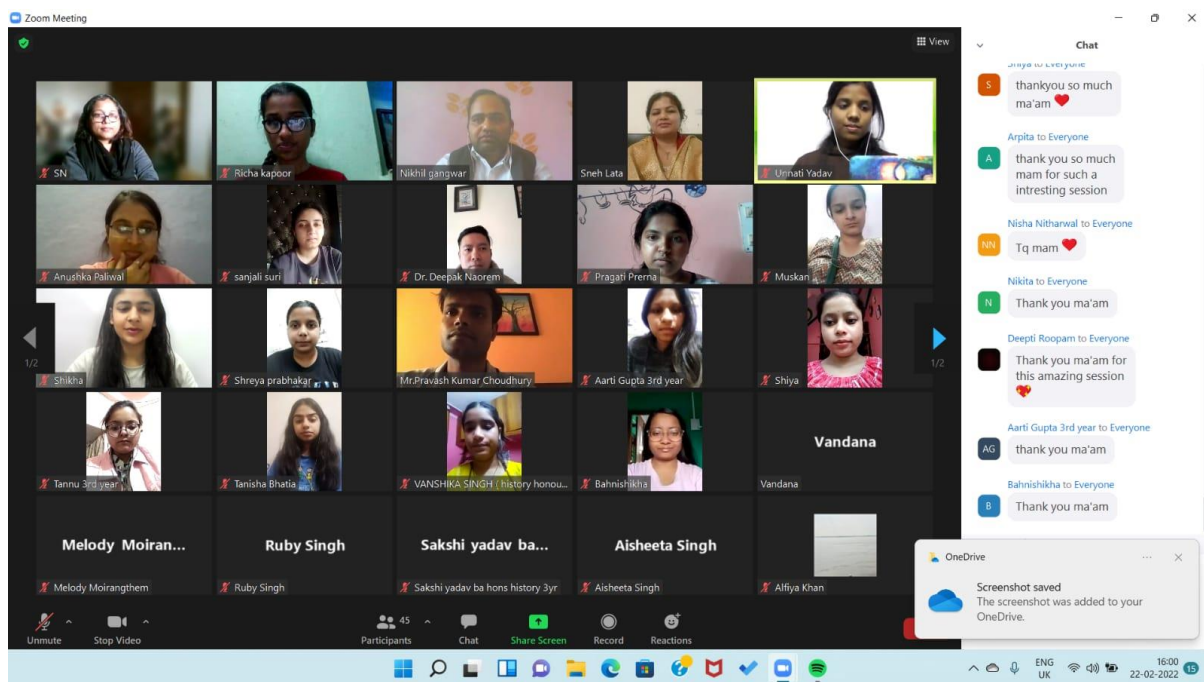 Zoom Meeting
View
SN
Richa kapoor
Nikhil gangwar
Sneh Lata
Unnati Yadav
Anushka Paliwal
sanjali suri
Dr. Deepak Naorem
Pragati Prerna
Muskan
1/2
1/2
Shikha
Shreya prabhakar
Mr.Pravash Kumar Choudhury
Aarti Gupta 3rd year
Shiya
Tannu 3rd year
Tanisha Bhatia
VANSHIKA SINGH ( history honou...
Bahnishikha
Vandana
Vandana
Melody Moiran...
Ruby Singh
Sakshi yadav ba...
Aisheeta Singh
Melody Moirangthem
Ruby Singh
Sakshi yadav ba hons history 3yr
Aisheeta Singh
Alfiya Khan
Unmute
Stop Video
45
Participants
Chat
Share Screen
Record
Reactions
Chat
Shiya to Everyone
S
thankyou so much
ma'am ❤
Arpita to Everyone
A
thank you so much
mam for such a
intresting session
Nisha Nitharwal to Everyone
NN
Tq mam ❤
Nikita to Everyone
N
Thank you ma'am
Deepti Roopam to Everyone
Thank you ma'am for
this amazing session
💖
Aarti Gupta 3rd year to Everyone
AG
thank you ma'am
Bahnishikha to Everyone
B
Thank you ma'am
OneDrive
Screenshot saved
The screenshot was added to your
OneDrive.
ENG
UK
16:00
22-02-2022
15